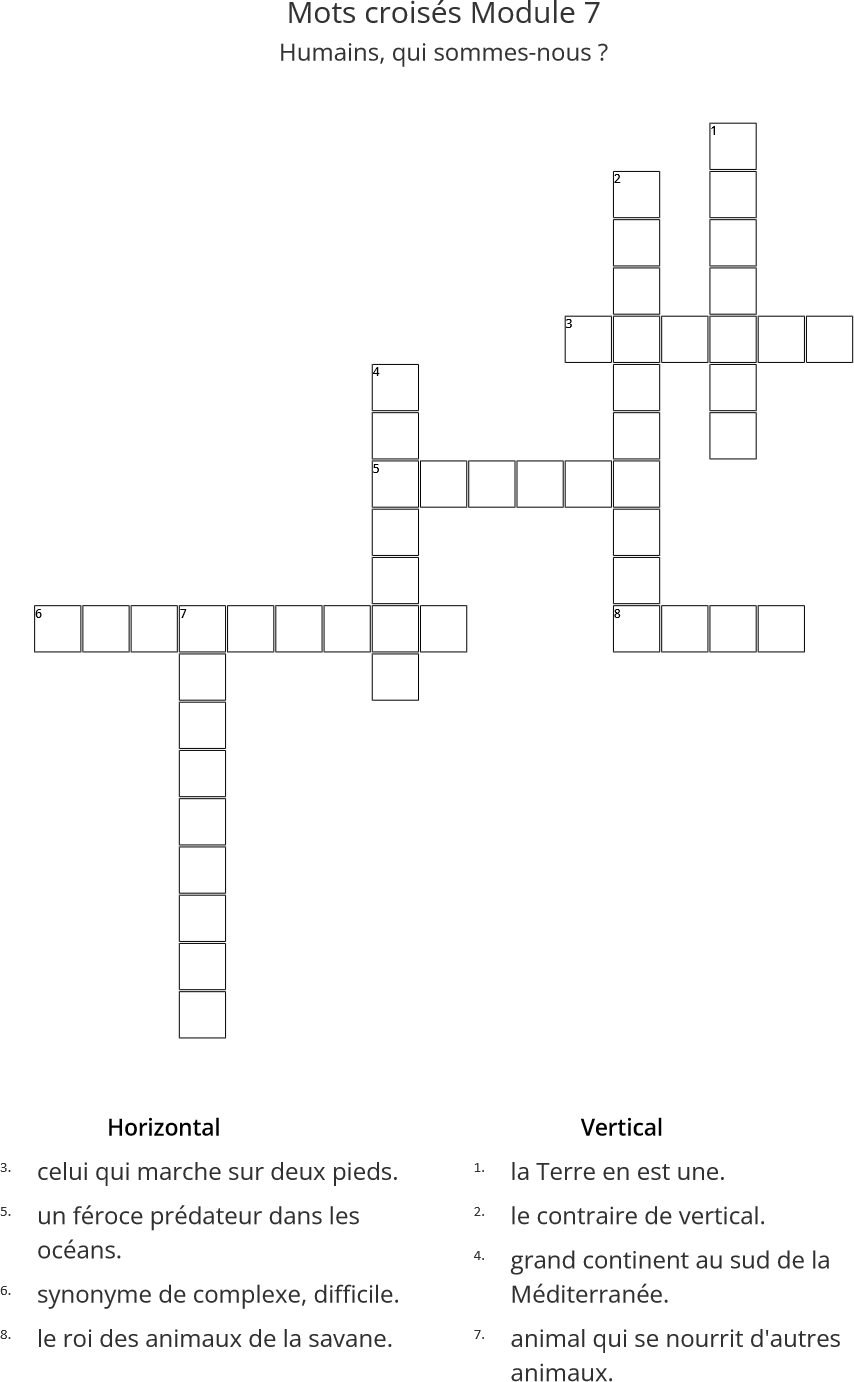 Mots croisés Module 7
Humains, qui sommes-nous ?
1
2
3
4
5
6
7
8
Horizontal
3. celui qui marche sur deux pieds.
5. un féroce prédateur dans les
océans.
6. synonyme de complexe, difficile.
8. le roi des animaux de la savane.
Vertical
1. la Terre en est une.
2. le contraire de vertical.
4. grand continent au sud de la
Méditerranée.
7. animal qui se nourrit d'autres
animaux.